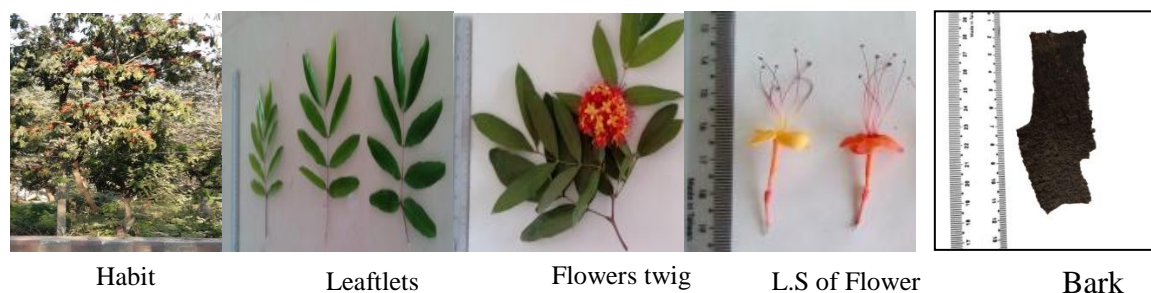 Habit
Leaftlets
Flowers twig
L.S of Flower
Bark